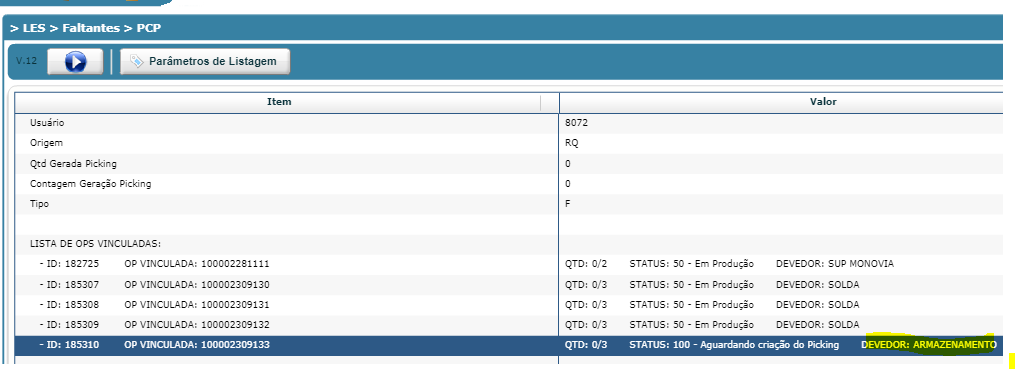 > LES > Faltantes > PCP
V.12 Parâmetros de Listagem
Item Valor
Usuário 8072
Origem RQ
Qtd Gerada Picking 0
Contagem Geração Picking 0
Tipo F
LISTA DE OPS VINCULADAS:
- ID: 182725 OP VINCULADA: 100002281111 QTD: 0/2 STATUS: 50 - Em Produção DEVEDOR: SUP MONOVIA
- ID: 185307 OP VINCULADA: 100002309130 QTD: 0/3 STATUS: 50 - Em Produção DEVEDOR: SOLDA
- ID: 185308 OP VINCULADA: 100002309131 QTD: 0/3 STATUS: 50 - Em Produção DEVEDOR: SOLDA
- ID: 185309 OP VINCULADA: 100002309132 QTD: 0/3 STATUS: 50 - Em Produção DEVEDOR: SOLDA
- ID: 185310 OP VINCULADA: 100002309133 QTD: 0/3 STATUS: 100 - Aguardando criação do Picking DEVEDOR: ARMAZENAMENTO